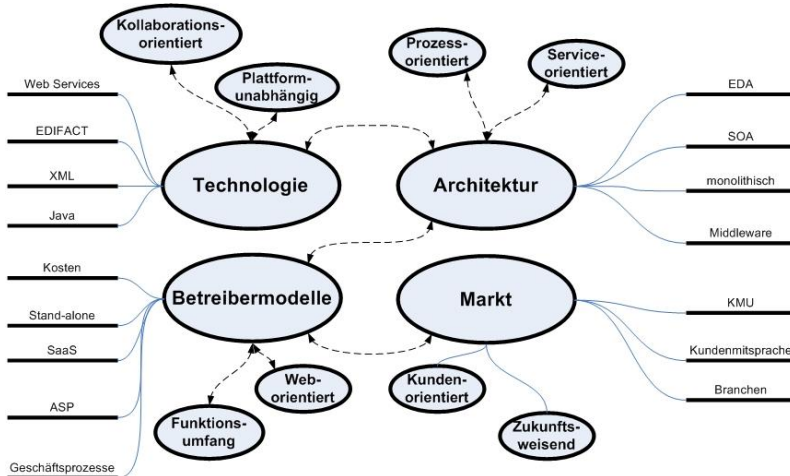 Kollaborations-
orientiert
Plattform-
unabhängig
Prozess-
orientiert
Service-
orientiert
Web Services
EDIFACT
XML
Java
Technologie
Architektur
EDA
SOA
monolithisch
Middleware
Kosten
Stand-alone
SaaS
ASP
Geschäftsprozesse
Betreibermodelle
Markt
KMU
Kundenmitsprache
Branchen
Web-
orientiert
Funktions-
umfang
Kunden-
orientiert
Zukunfts-
weisend